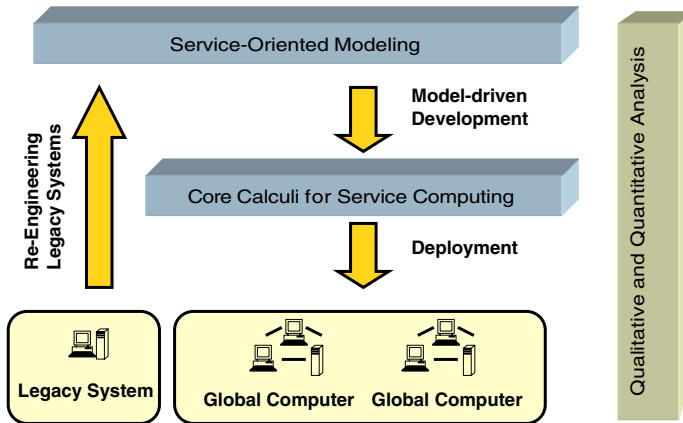 Service-Oriented Modeling
Model-driven
Development
Re-Engineering
Legacy Systems
Core Calculi for Service Computing
Deployment
Legacy System
Global Computer
Global Computer
Qualitative and Quantitative Analysis